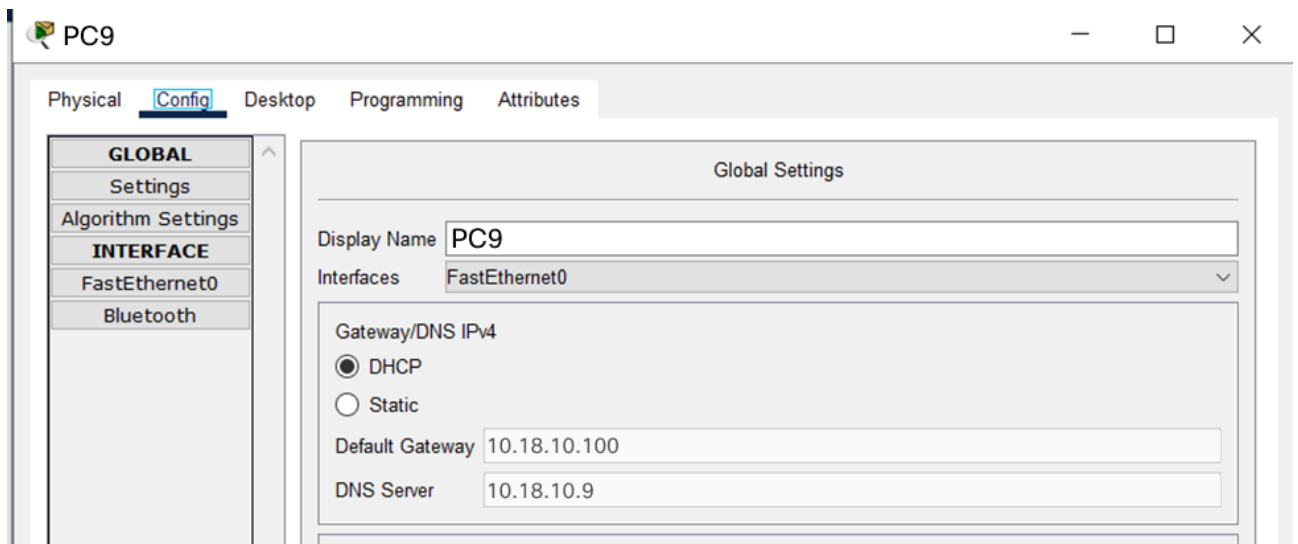 PC9
Physical Config Desktop Programming Attributes
GLOBAL
Settings
Algorithm Settings
INTERFACE
FastEthernet0
Bluetooth
Global Settings
Display Name PC9
Interfaces FastEthernet0
Gateway/DNS IPv4
DHCP
Static
Default Gateway 10.18.10.100
DNS Server 10.18.10.9